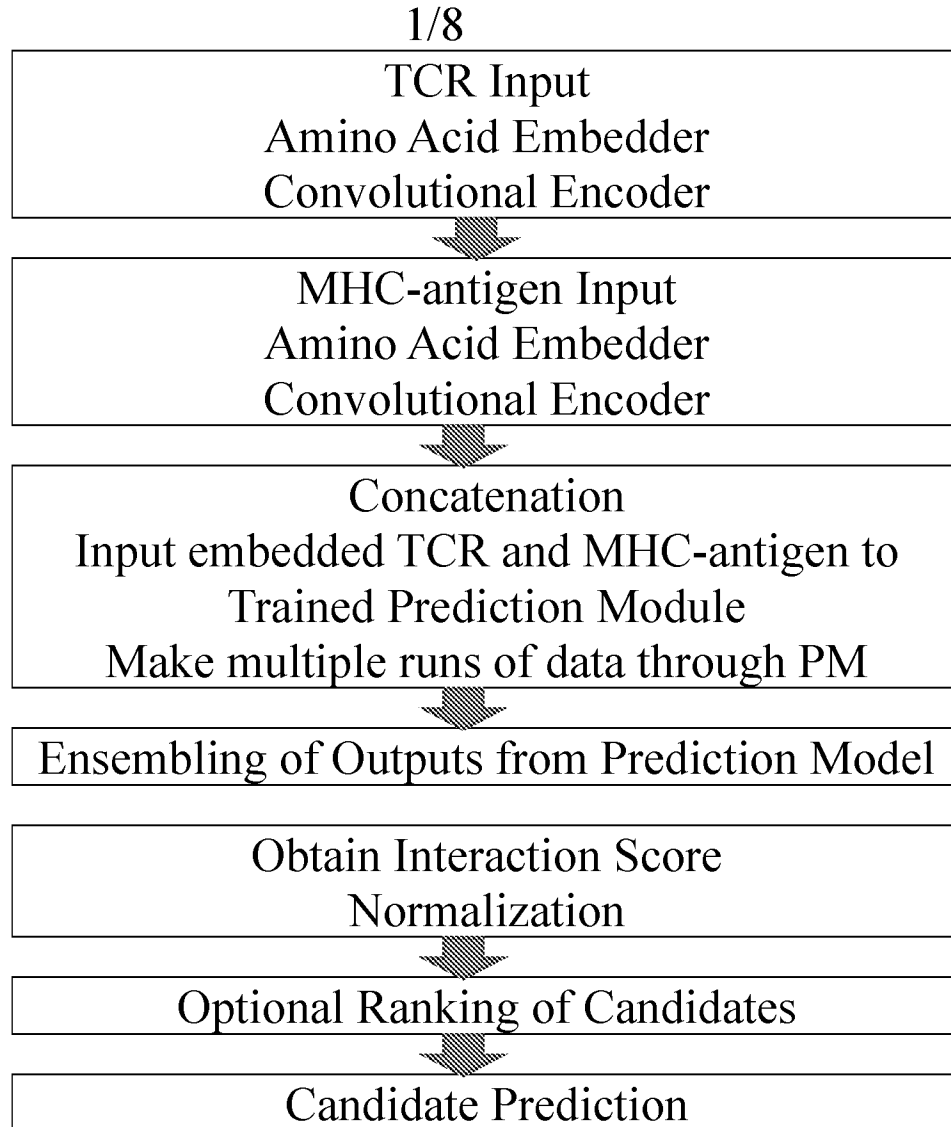 1/8
TCR Input
Amino Acid Embedder
Convolutional Encoder
MHC-antigen Input
Amino Acid Embedder
Convolutional Encoder
Concatenation
Input embedded TCR and MHC-antigen to
Trained Prediction Module
Make multiple runs of data through PM
Ensembling of Outputs from Prediction Model
Obtain Interaction Score
Normalization
Optional Ranking of Candidates
Candidate Prediction